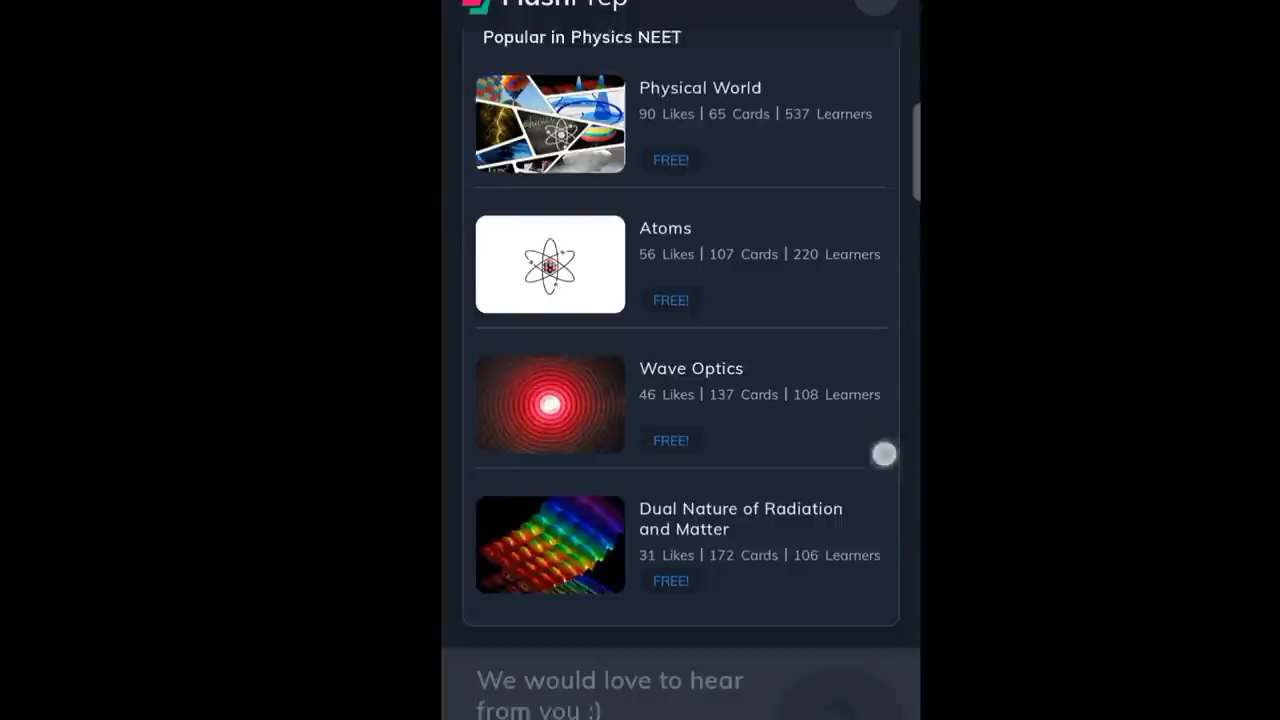 FlashPrep
Popular in Physics NEET
Physical World
90 Likes | 65 Cards | 537 Learners
FREE!
Atoms
56 Likes | 107 Cards | 220 Learners
FREE!
Wave Optics
46 Likes | 137 Cards | 108 Learners
FREE!
Dual Nature of Radiation
and Matter
31 Likes | 172 Cards | 106 Learners
FREE!
We would love to hear
from you :)